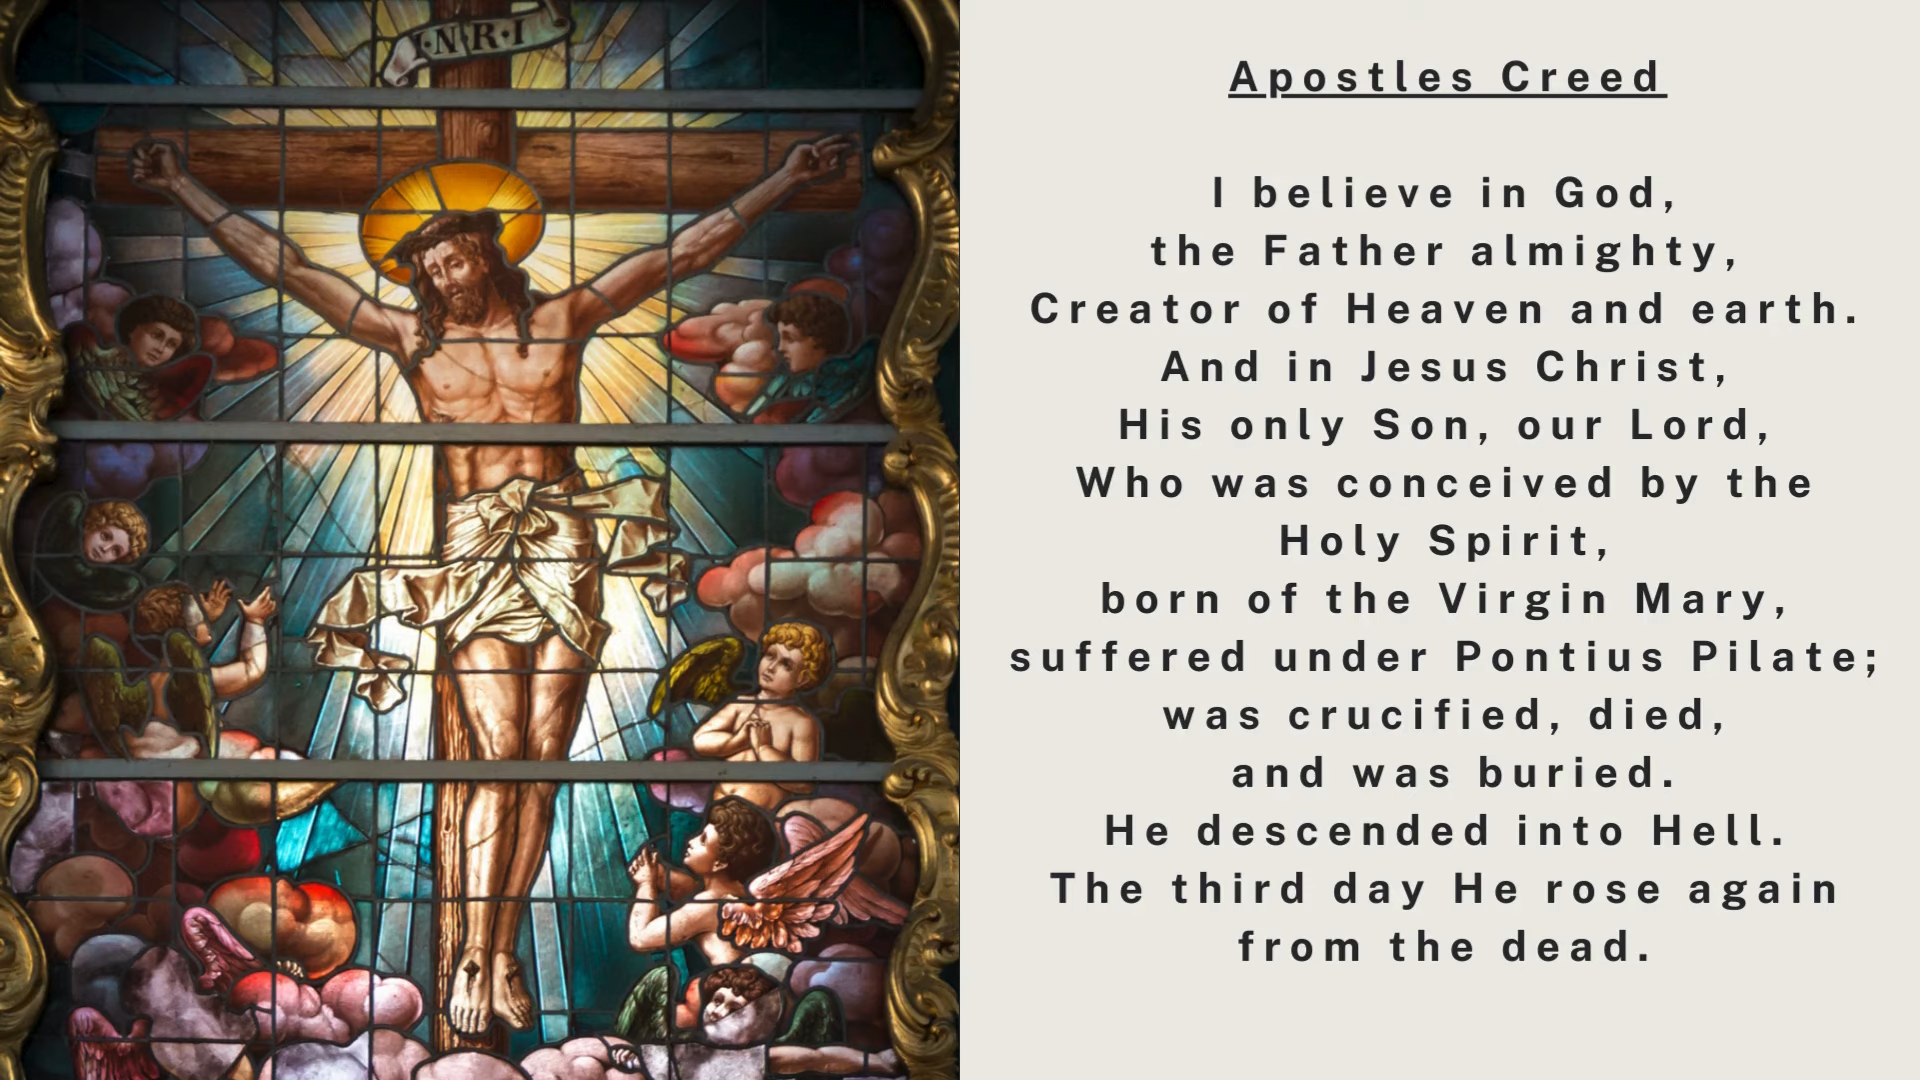 I·N·R·I
Apostles Creed
I believe in God,
the Father almighty,
Creator of Heaven and earth.
And in Jesus Christ,
His only Son, our Lord,
Who was conceived by the
Holy Spirit,
born of the Virgin Mary,
suffered under Pontius Pilate;
was crucified, died,
and was buried.
He descended into Hell.
The third day He rose again
from the dead.